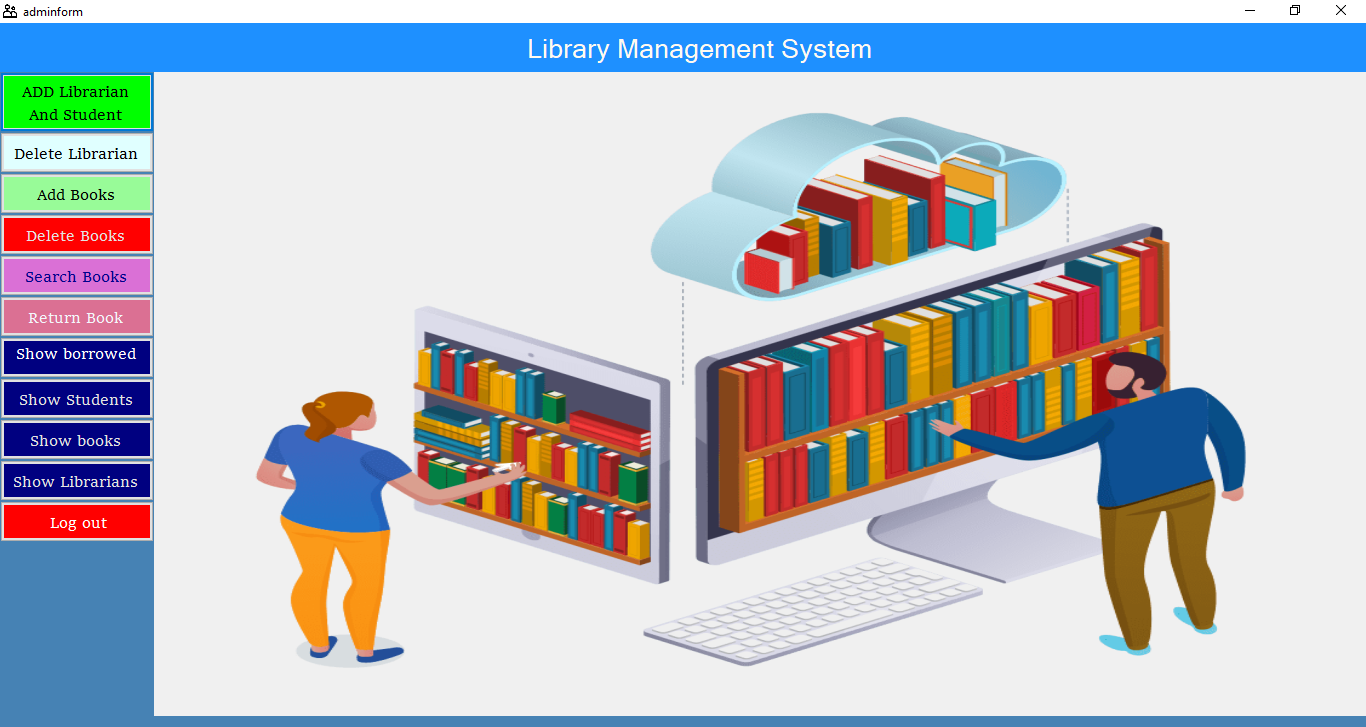 adminform
Library Management System
ADD Librarian
And Student
Delete Librarian
Add Books
Delete Books
Search Books
Return Book
Show borrowed
Show Students
Show books
Show Librarians
Log out